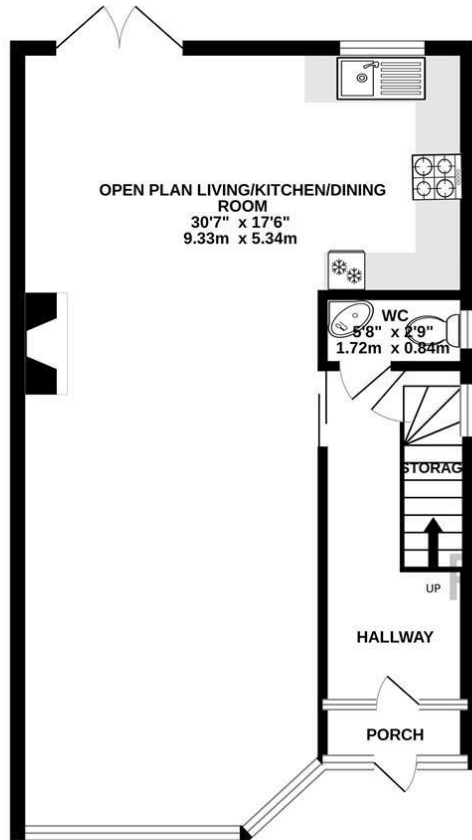 OPEN PLAN LIVING/KITCHEN/DINING
ROOM
30'7" x 17'6"
9.33m x 5.34m
WC
5'8" x 2'9"
1.72m x 0.84m
STORAG
UP
HALLWAY
PORCH